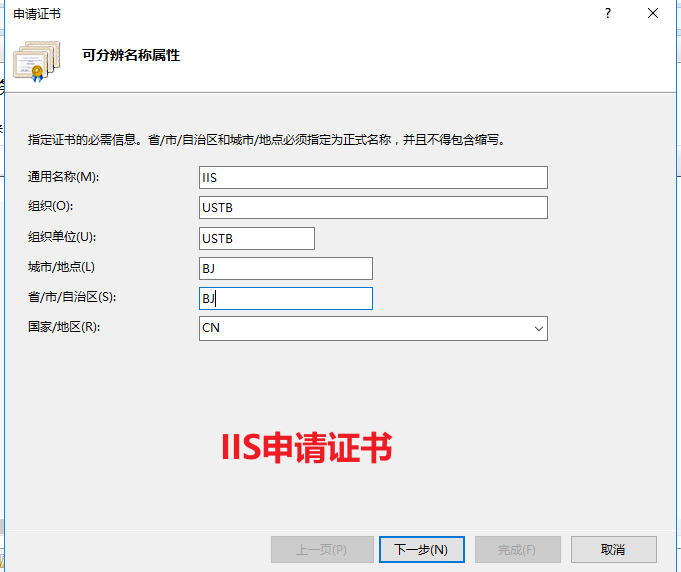 申请证书
?
可分辨名称属性
指定证书的必需信息。省/市/自治区和城市/地点必须指定为正式名称，并且不得包含缩写。
通用名称(M): IIS
组织(O): USTB
组织单位(U): USTB
城市/地点(L) BJ
省/市/自治区(S): BJ
国家/地区(R): CN
IIS申请证书
上一页(P) 下一步(N) 完成(F) 取消